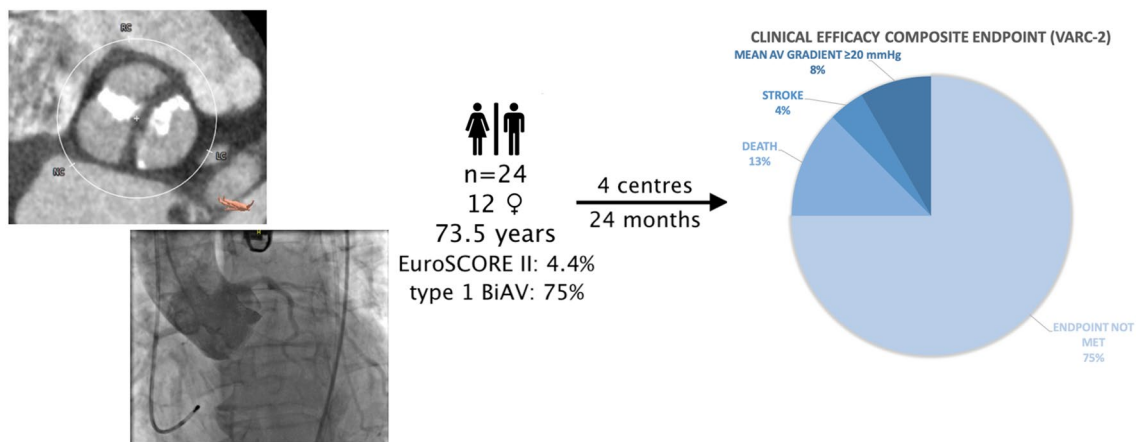 RC
LC
NC
n=24
12 ♀
73.5 years
EuroSCORE II: 4.4%
type 1 BiAV: 75%
4 centres
24 months
CLINICAL EFFICACY COMPOSITE ENDPOINT (VARC-2)
MEAN AV GRADIENT ≥20 mmHg
8%
STROKE
4%
DEATH
13%
ENDPOINT NOT
MET
75%